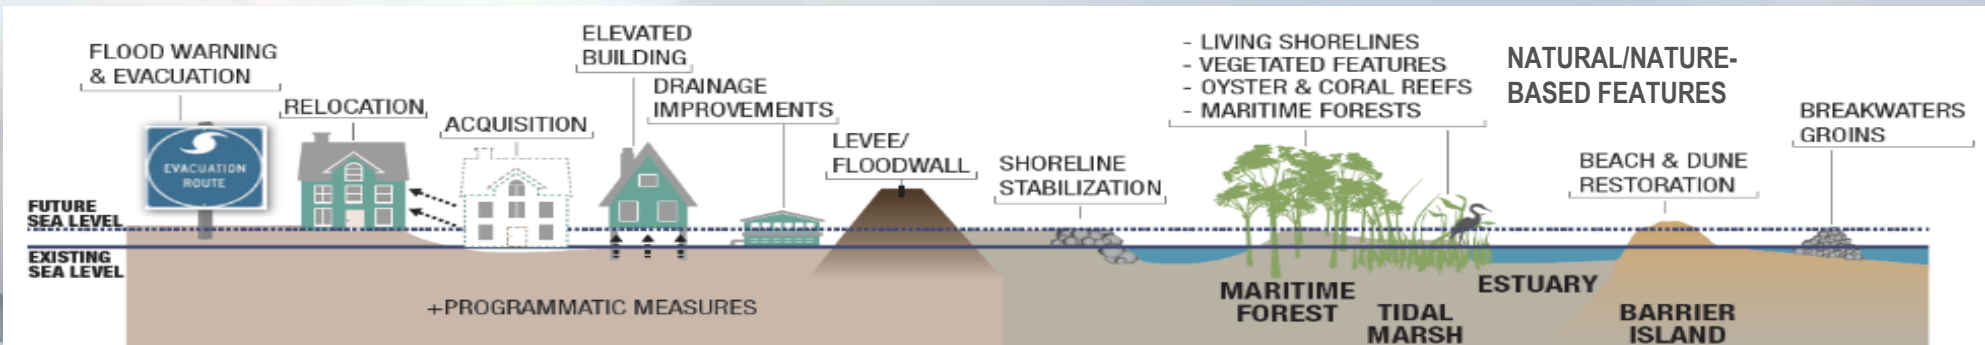 FLOOD WARNING
& EVACUATION
EVACUATION
ROUTE
RELOCATION
ACQUISITION
ELEVATED
BUILDING
DRAINAGE
IMPROVEMENTS
LEVEE/
FLOODWALL
SHORELINE
STABILIZATION
- LIVING SHORELINES
- VEGETATED FEATURES
- OYSTER & CORAL REEFS
- MARITIME FORESTS
NATURAL/NATURE-
BASED FEATURES
BEACH & DUNE
RESTORATION
BREAKWATERS
GROINS
FUTURE
SEA LEVEL
EXISTING
SEA LEVEL
+PROGRAMMATIC MEASURES
MARITIME
FOREST
TIDAL
MARSH
ESTUARY
BARRIER
ISLAND